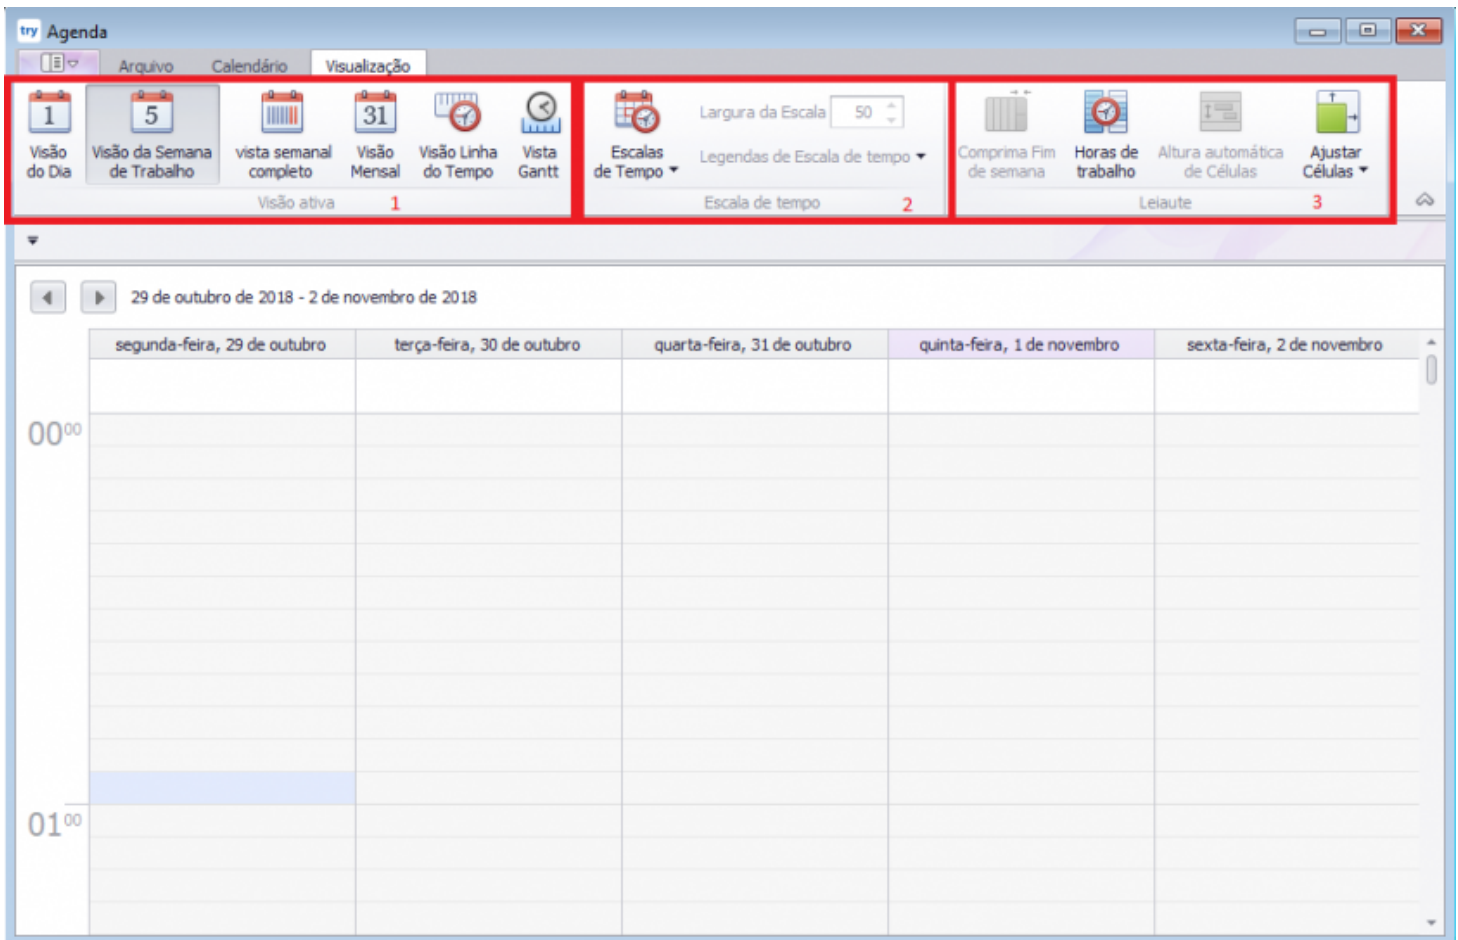 try Agenda
Arquivo Calendário Visualização
1 5 31
Visão do Dia
Visão da Semana de Trabalho
vista semanal completo
Visão Mensal
Visão Linha do Tempo
Vista Gantt
Visão ativa 1
Escalas de Tempo
Largura da Escala 50
Legendas de Escala de tempo
Escala de tempo 2
Comprima Fim de semana
Horas de trabalho
Altura automática de Células
Ajustar Células
Leiaute 3
29 de outubro de 2018 - 2 de novembro de 2018
segunda-feira, 29 de outubro terça-feira, 30 de outubro quarta-feira, 31 de outubro quinta-feira, 1 de novembro sexta-feira, 2 de novembro
00 00
01 00